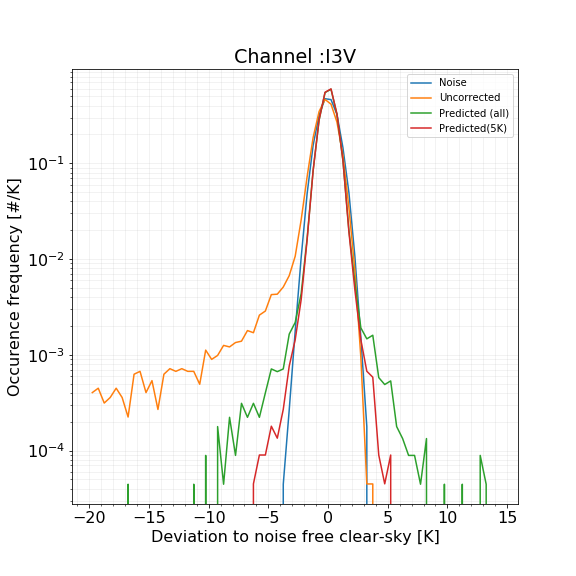 Channel :I3V
Noise
Uncorrected
Predicted (all)
Predicted(5K)
Occurence frequency [#/K]
10⁻¹
10⁻²
10⁻³
10⁻⁴
−20 −15 −10 −5 0 5 10 15
Deviation to noise free clear-sky [K]